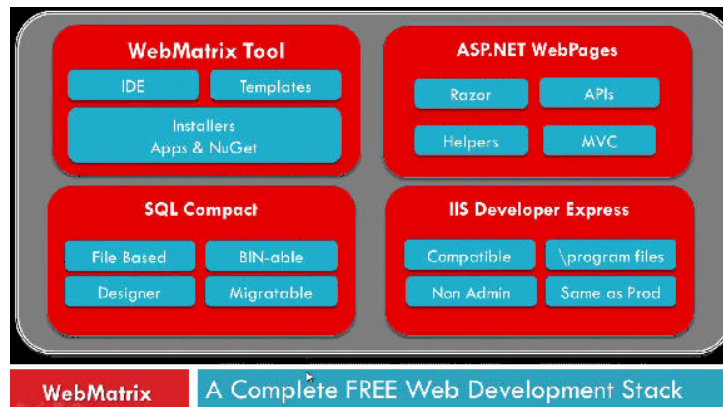 WebMatrix Tool
IDE
Templates
Installers
Apps & NuGet
ASP.NET WebPages
Razor
APIs
Helpers
MVC
SQL Compact
File Based
BIN-able
Designer
Migratable
IIS Developer Express
Compatible
\program files
Non Admin
Same as Prod
WebMatrix
A Complete FREE Web Development Stack